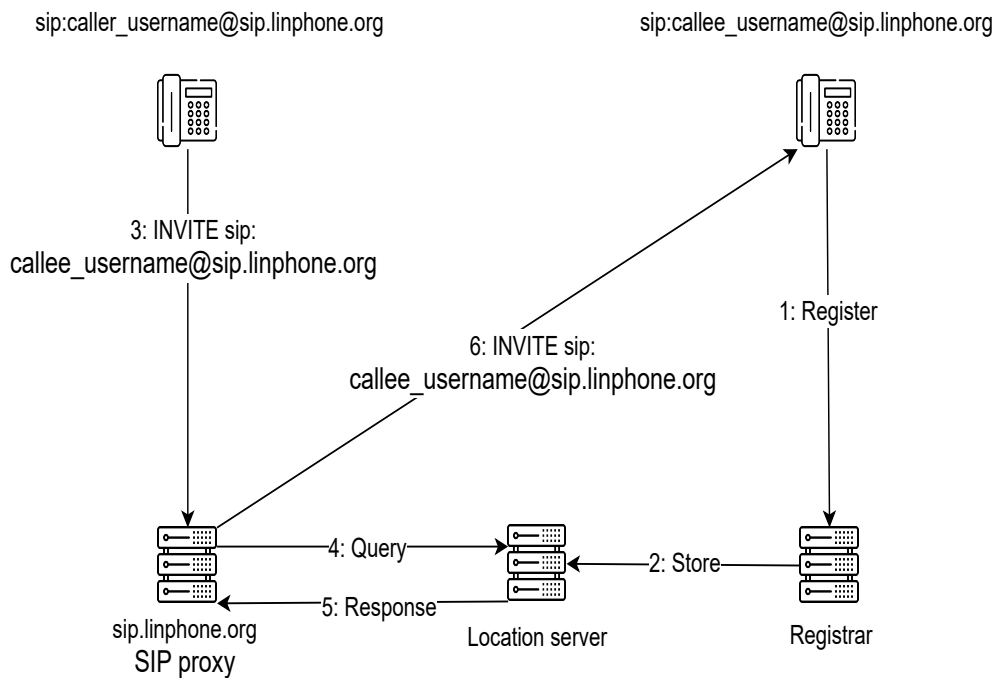 sip:caller_username@sip.linphone.org
sip:callee_username@sip.linphone.org
3: INVITE sip:
callee_username@sip.linphone.org
1: Register
6: INVITE sip:
callee_username@sip.linphone.org
4: Query
2: Store
5: Response
sip.linphone.org
SIP proxy
Location server
Registrar